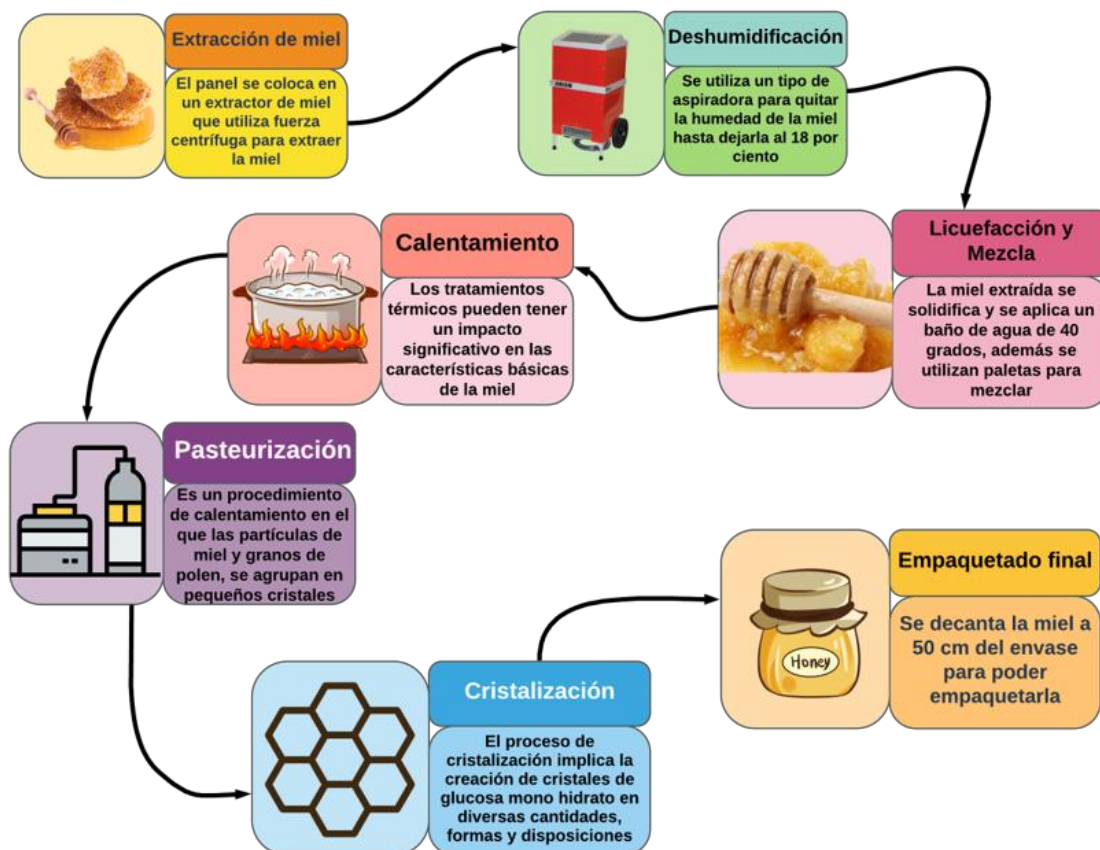 Extracción de miel
El panel se coloca en
un extractor de miel
que utiliza fuerza
centrífuga para extraer
la miel
Deshumidificación
Se utiliza un tipo de
aspiradora para quitar
la humedad de la miel
hasta dejarla al 18 por
ciento
Licuefacción y
Mezcla
La miel extraída se
solidifica y se aplica un
baño de agua de 40
grados, además se
utilizan paletas para
mezclar
Calentamiento
Los tratamientos
térmicos pueden tener
un impacto
significativo en las
características básicas
de la miel
Pasteurización
Es un procedimiento
de calentamiento en el
que las partículas de
miel y granos de
polen, se agrupan en
pequeños cristales
Cristalización
El proceso de
cristalización implica la
creación de cristales de
glucosa mono hidrato en
diversas cantidades,
formas y disposiciones
Empaquetado final
Se decanta la miel a
50 cm del envase
para poder
empaquetarla
Honey